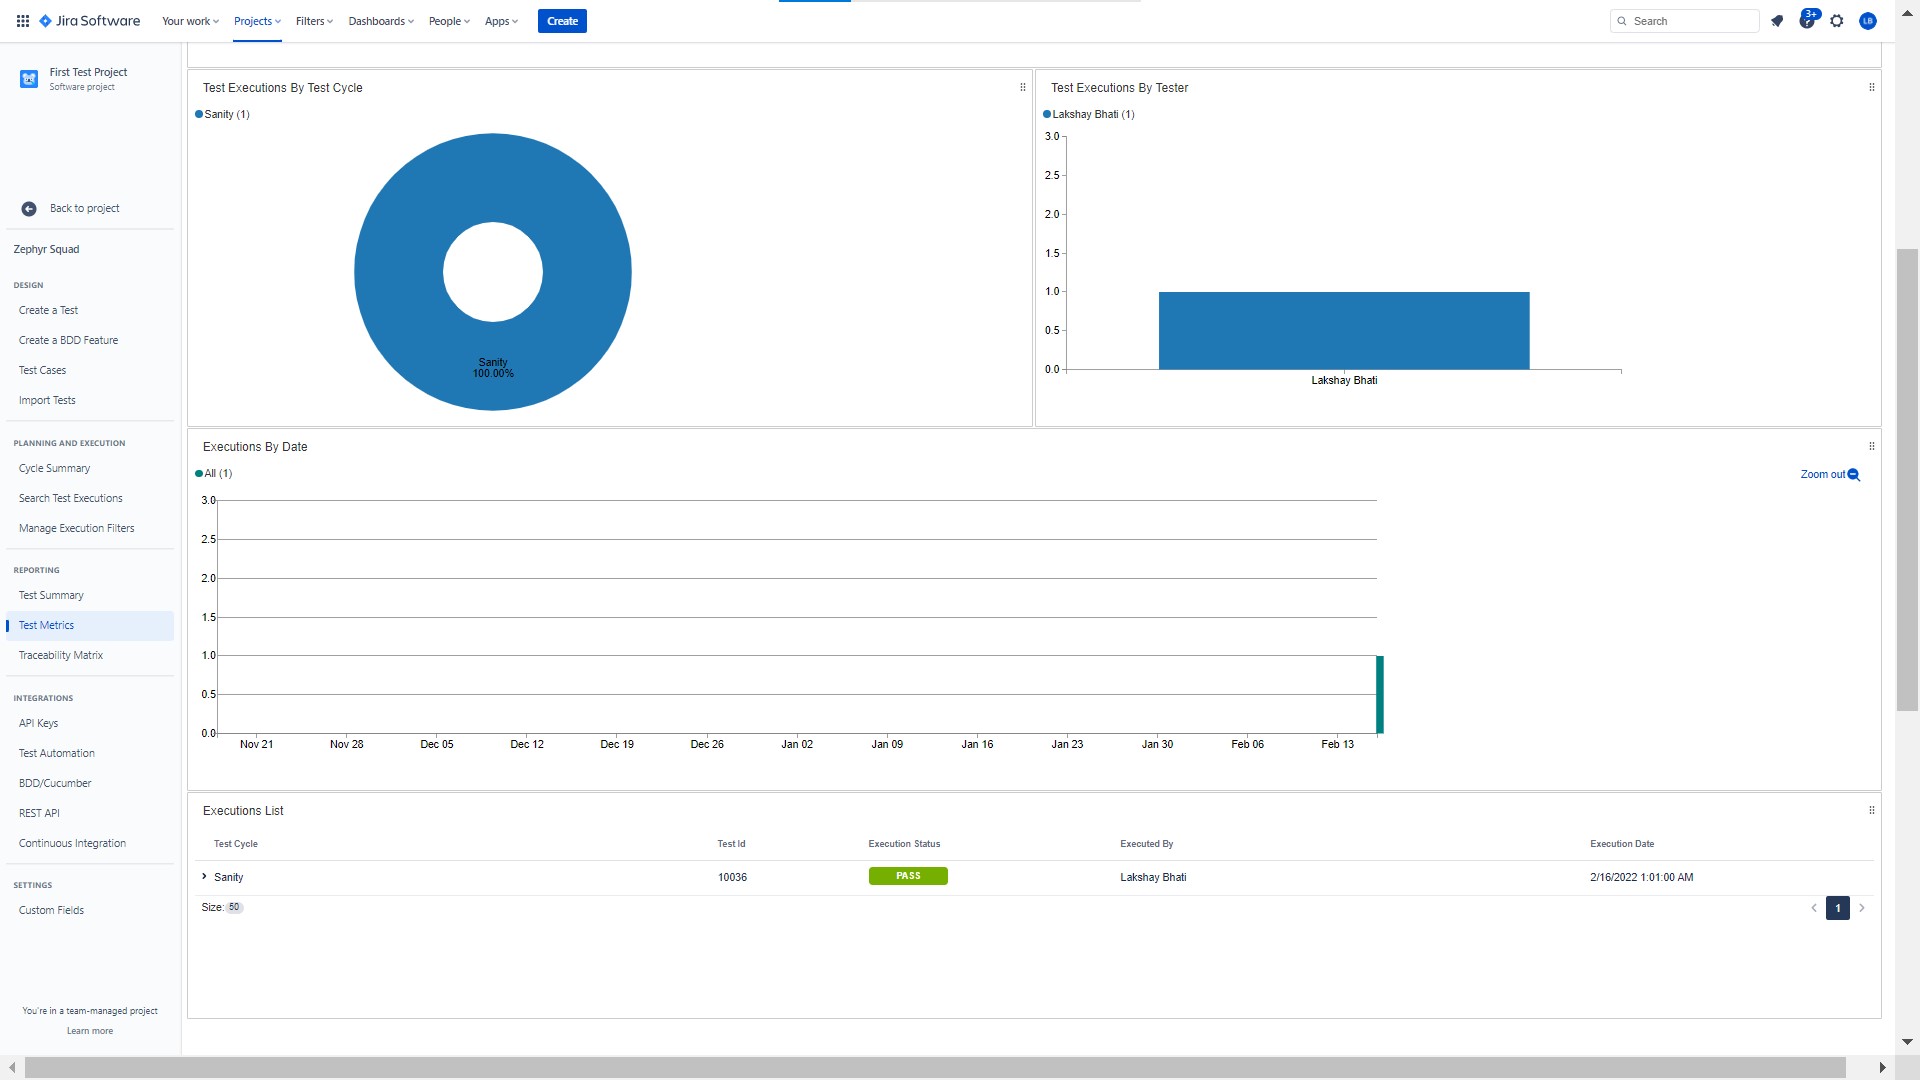 Jira Software
Your work
Projects
Filters
Dashboards
People
Apps
Create
Search
3+
LB
First Test Project
Software project
Back to project
Zephyr Squad
DESIGN
Create a Test
Create a BDD Feature
Test Cases
Import Tests
PLANNING AND EXECUTION
Cycle Summary
Search Test Executions
Manage Execution Filters
REPORTING
Test Summary
Test Metrics
Traceability Matrix
INTEGRATIONS
API Keys
Test Automation
BDD/Cucumber
REST API
Continuous Integration
SETTINGS
Custom Fields
You're in a team-managed project
Learn more
Test Executions By Test Cycle
Sanity (1)
Sanity
100.00%
Test Executions By Tester
Lakshay Bhati (1)
3.0
2.5
2.0
1.5
1.0
0.5
0.0
Lakshay Bhati
Executions By Date
All (1)
Zoom out
3.0
2.5
2.0
1.5
1.0
0.5
0.0
Nov 21 Nov 28 Dec 05 Dec 12 Dec 19 Dec 26 Jan 02 Jan 09 Jan 16 Jan 23 Jan 30 Feb 06 Feb 13
Executions List
Test Cycle Test Id Execution Status Executed By Execution Date
Sanity 10036 PASS Lakshay Bhati 2/16/2022 1:01:00 AM
Size: 50
1